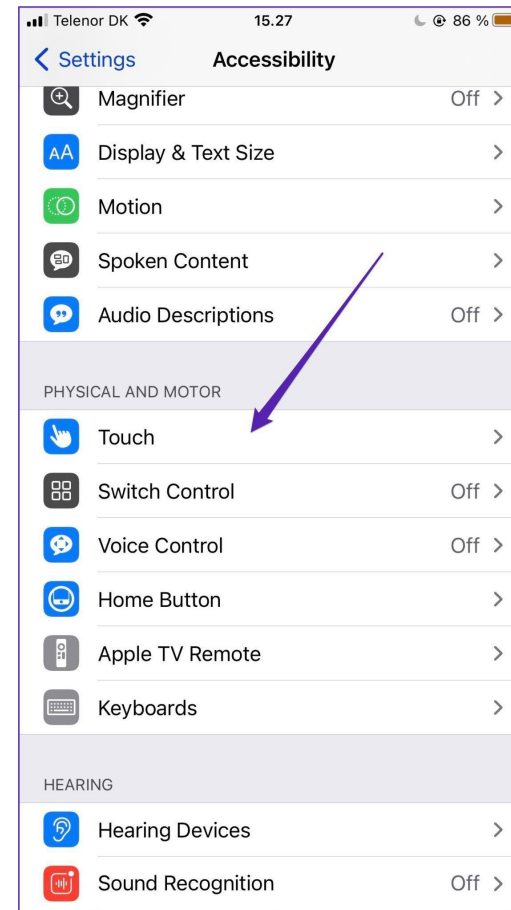 Telenor DK 15.27 86 %
Settings Accessibility
Magnifier Off
AA Display & Text Size
Motion
Spoken Content
Audio Descriptions Off
PHYSICAL AND MOTOR
Touch
Switch Control Off
Voice Control Off
Home Button
Apple TV Remote
Keyboards
HEARING
Hearing Devices
Sound Recognition Off